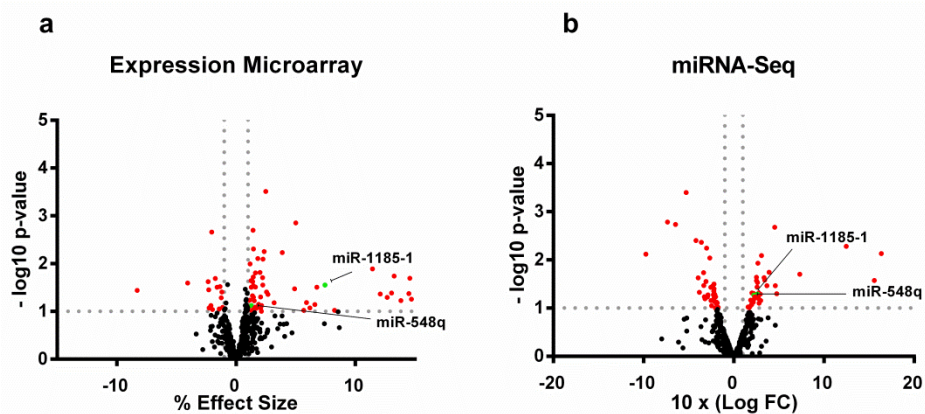 a
Expression Microarray
5
4
3
2
1
0
- log10 p-value
miR-1185-1
miR-548q
-10
0
10
% Effect Size
b
miRNA-Seq
5
4
3
2
1
0
- log10 p-value
miR-1185-1
miR-548q
-20
-10
0
10
20
10 x (Log FC)